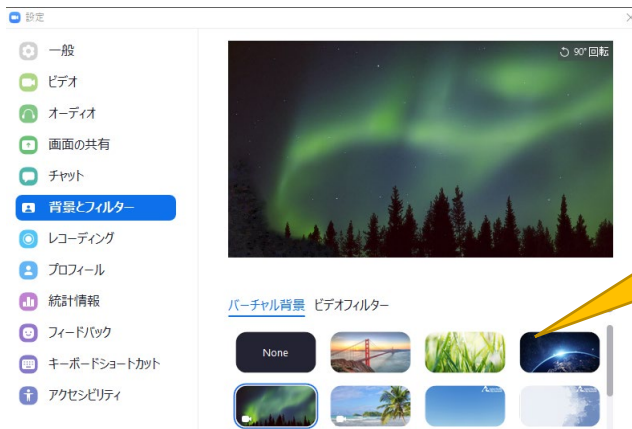 設定
一般
ビデオ
オーディオ
画面の共有
チャット
背景とフィルター
レコーディング
プロフィール
統計情報
フィードバック
キーボードショートカット
アクセシビリティ
90°回転
バーチャル背景 ビデオフィルター
None